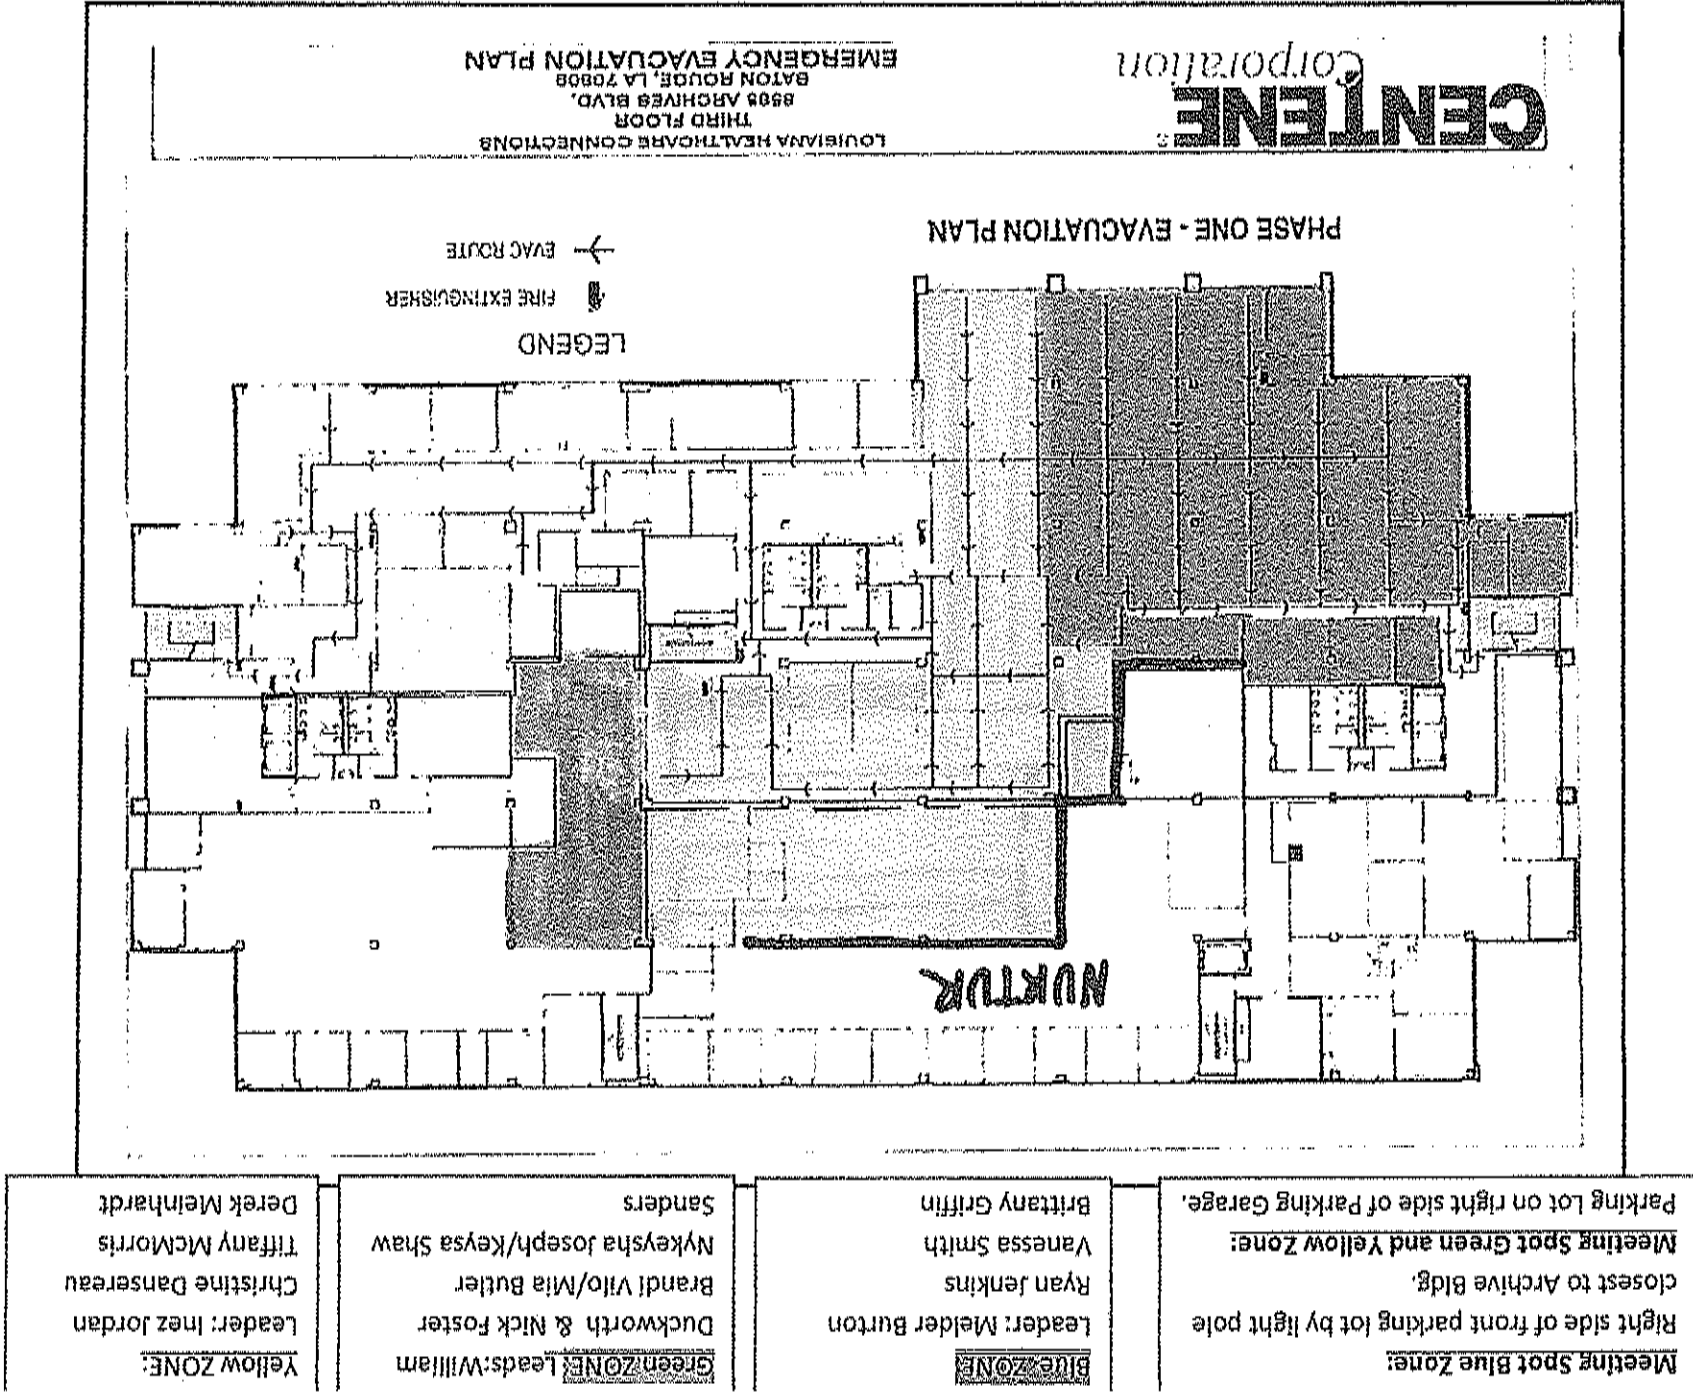 Meeting Spot Blue Zone:
Right side of front parking lot by light pole
closest to Archive Bldg.
Meeting Spot Green and Yellow Zone:
Parking Lot on right side of Parking Garage.
Blue ZONE
Leader: Melder Burton
Ryan Jenkins
Vanessa Smith
Brittany Griffin
Green ZONE: Leads:William
Duckworth & Nick Foster
Brandi Vilo/Mia Butler
Nykeysha Joseph/Keysa Shaw
Sanders
Yellow ZONE:
Leader: Inez Jordan
Christine Dansereau
Tiffany McMorris
Derek Meinhardt
NURTUR
LEGEND
FIRE EXTINGUISHER
EVAC ROUTE
PHASE ONE - EVACUATION PLAN
CENTENE
Corporation
LOUISIANA HEALTHCARE CONNECTIONS
THIRD FLOOR
8585 ARCHIVES BLVD,
BATON ROUGE, LA 70809
EMERGENCY EVACUATION PLAN